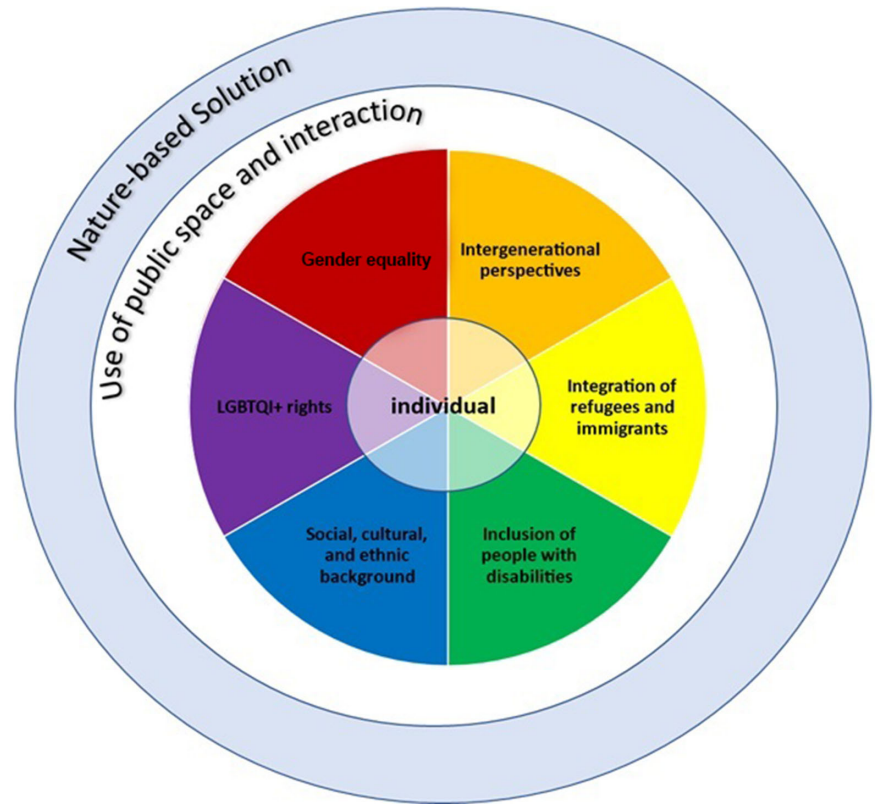 Nature-based Solution
Use of public space and interaction
Gender equality
Intergenerational
perspectives
LGBTQI+ rights
individual
Integration of
refugees and
immigrants
Social, cultural,
and ethnic
background
Inclusion of
people with
disabilities